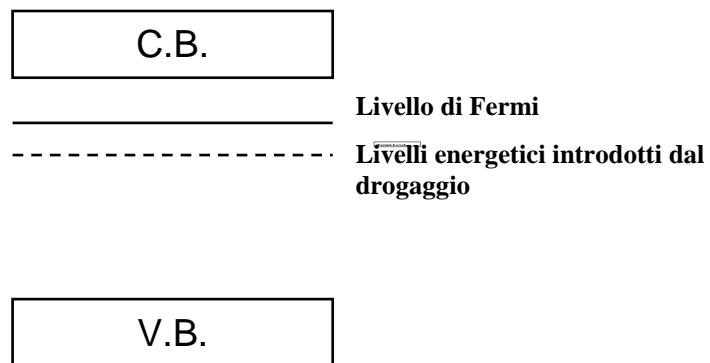 C.B.
Livello di Fermi
Livelli energetici introdotti dal
drogaggio
V.B.